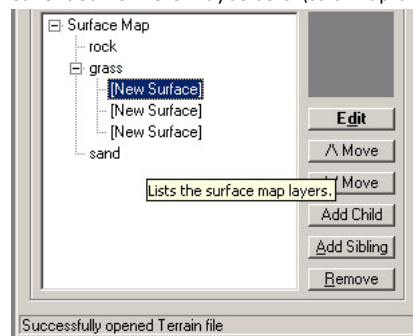 Surface Map
rock
grass
[New Surface]
[New Surface]
[New Surface]
sand
Edit
/\ Move
Lists the surface map layers.
Move
Add Child
Add Sibling
Remove
Successfully opened Terrain file